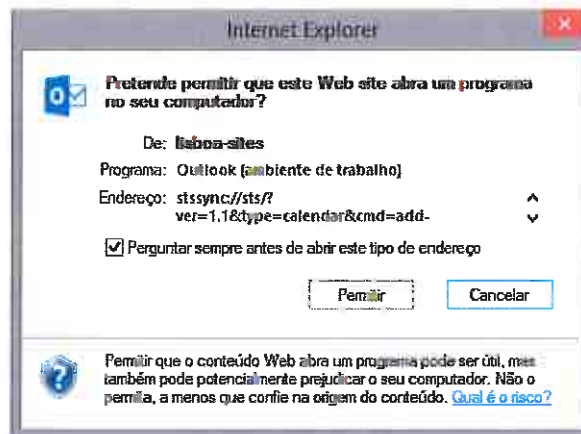 Internet Explorer
Pretende permitir que este Web site abra um programa
no seu computador?
De: lisboa-sites
Programa: Outlook (ambiente de trabalho)
Endereço: stssync://sts/?
ver=1.1&type=calendar&cmd=add-
Perguntar sempre antes de abrir este tipo de endereço
Permitir Cancelar
Permitir que o conteúdo Web abra um programa pode ser útil, mas
também pode potencialmente prejudicar o seu computador. Não o
permita, a menos que confie na origem do conteúdo. Qual é o risco?